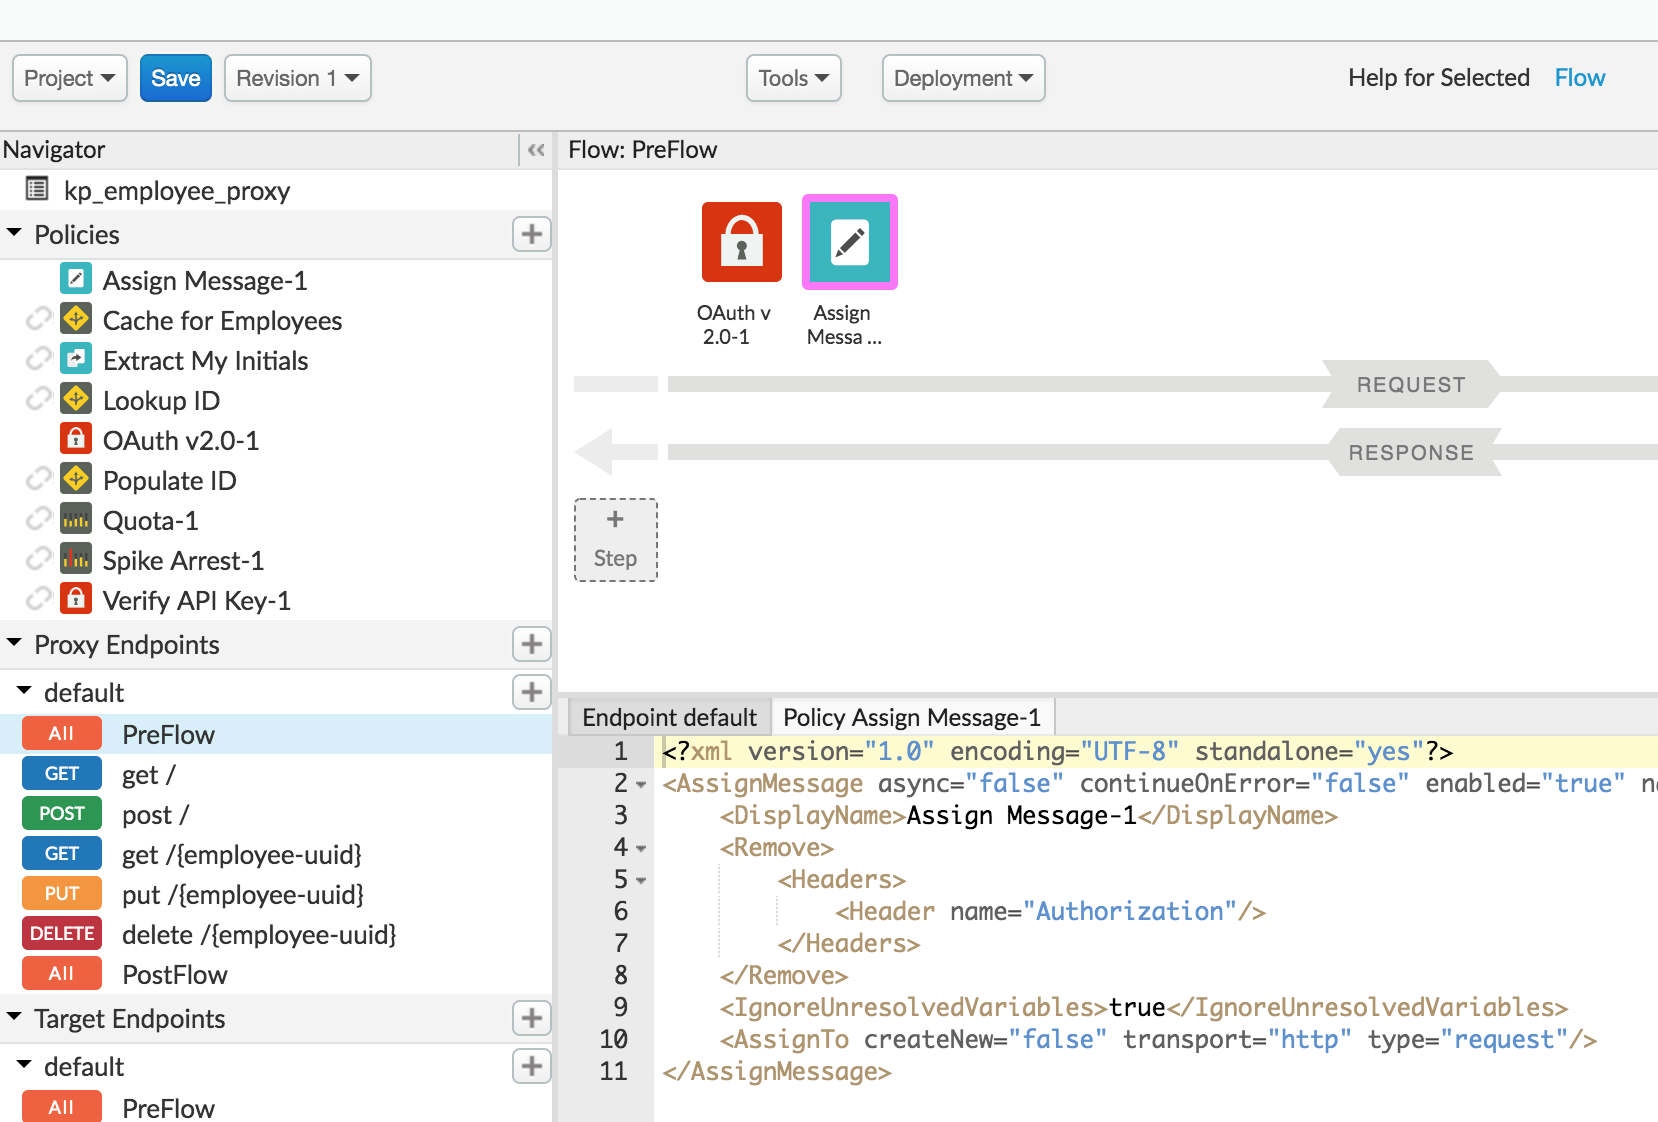 Project
Save
Revision 1
Tools
Deployment
Help for Selected Flow
Navigator
kp_employee_proxy
Policies
Assign Message-1
Cache for Employees
Extract My Initials
Lookup ID
OAuth v2.0-1
Populate ID
Quota-1
Spike Arrest-1
Verify API Key-1
Proxy Endpoints
default
All PreFlow
GET get /
POST post /
GET get /{employee-uuid}
PUT put /{employee-uuid}
DELETE delete /{employee-uuid}
All PostFlow
Target Endpoints
default
All PreFlow
Flow: PreFlow
OAuth v
2.0-1
Assign
Messa ...
REQUEST
RESPONSE
+
Step
Endpoint default
Policy Assign Message-1
1 <?xml version="1.0" encoding="UTF-8" standalone="yes"?>
2 <AssignMessage async="false" continueOnError="false" enabled="true"
3 <DisplayName>Assign Message-1</DisplayName>
4 <Remove>
5 <Headers>
6 <Header name="Authorization"/>
7 </Headers>
8 </Remove>
9 <IgnoreUnresolvedVariables>true</IgnoreUnresolvedVariables>
10 <AssignTo createNew="false" transport="http" type="request"/>
11 </AssignMessage>